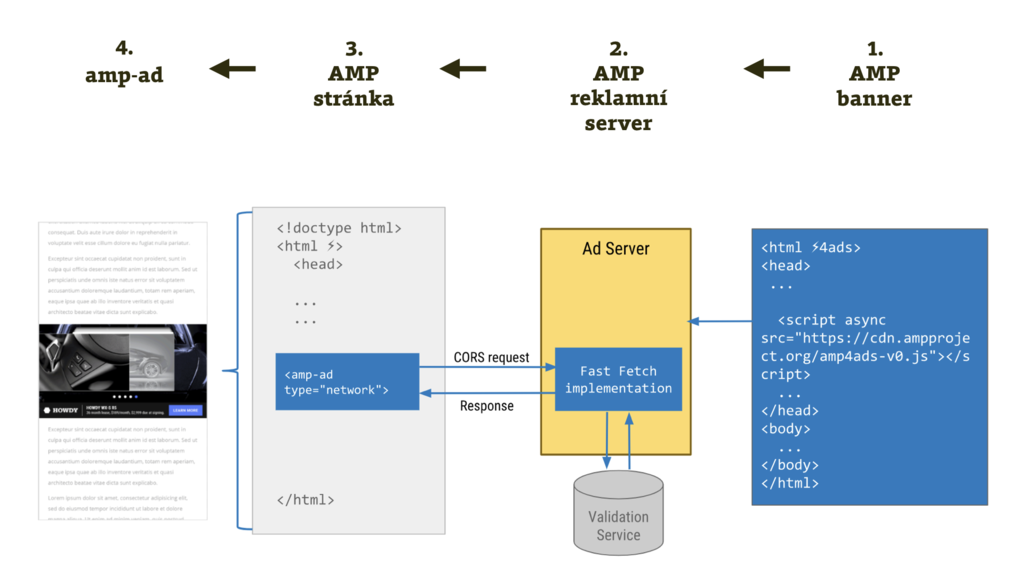 4.
amp-ad
3.
AMP
stránka
2.
AMP
reklamní
server
1.
AMP
banner
consequat. Duis aute irure dolor in reprehenderit in
voluptate velit esse cillum dolore eu fugiat nulla pariatur.
Excepteur sint occaecat cupidatat non proident, sunt in
culpa qui officia deserunt mollit anim id est laborum. Sed ut
perspiciatis unde omnis iste natus error sit voluptatem
accusantium doloremque laudantium, totam rem aperiam,
eaque ipsa quae ab illo inventore veritatis et quasi
architecto beatae vitae dicta sunt explicabo.
HOWDY
HOWDY
LEARN MORE
Excepteur sint occaecat cupidatat non proident, sunt in
culpa qui officia deserunt mollit anim id est laborum. Sed ut
perspiciatis unde omnis iste natus error sit voluptatem
accusantium doloremque laudantium, totam rem aperiam,
eaque ipsa quae ab illo inventore veritatis et quasi
architecto beatae vitae dicta sunt explicabo.
Lorem ipsum dolor sit amet, consectetur adipiscing elit,
sed do eiusmod tempor incididunt ut labore et dolore
<!doctype html>
<html ⚡>
<head>
...
...
<amp-ad
type="network">
</html>
CORS request
Response
Ad Server
Fast Fetch
implementation
Validation
Service
<html ⚡4ads>
<head>
...
<script async
src="https://cdn.ampproje
ct.org/amp4ads-v0.js"></s
cript>
...
</head>
<body>
...
</body>
</html>